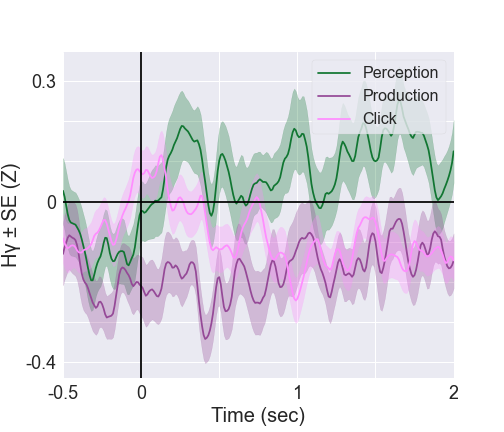 Perception
Production
Click
0.3
0
-0.4
Hγ ± SE (Z)
-0.5
0
1
2
Time (sec)